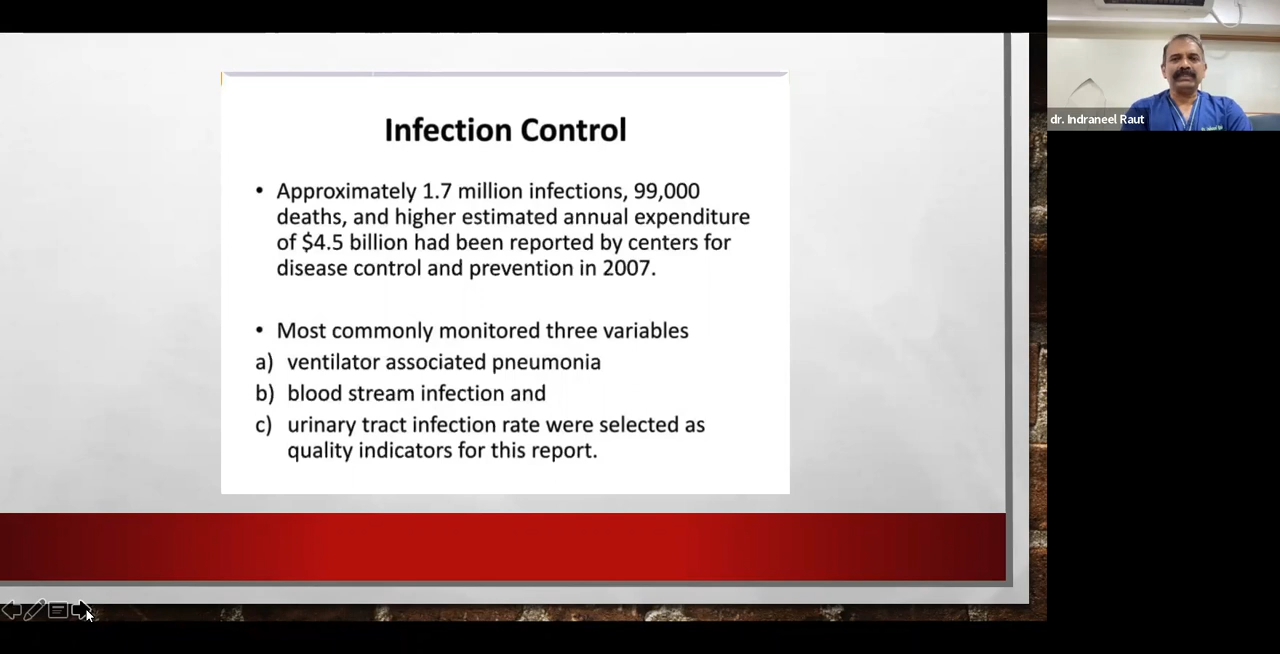 Infection Control
• Approximately 1.7 million infections, 99,000
deaths, and higher estimated annual expenditure
of $4.5 billion had been reported by centers for
disease control and prevention in 2007.
• Most commonly monitored three variables
a) ventilator associated pneumonia
b) blood stream infection and
c) urinary tract infection rate were selected as
quality indicators for this report.
dr. Indraneel Raut